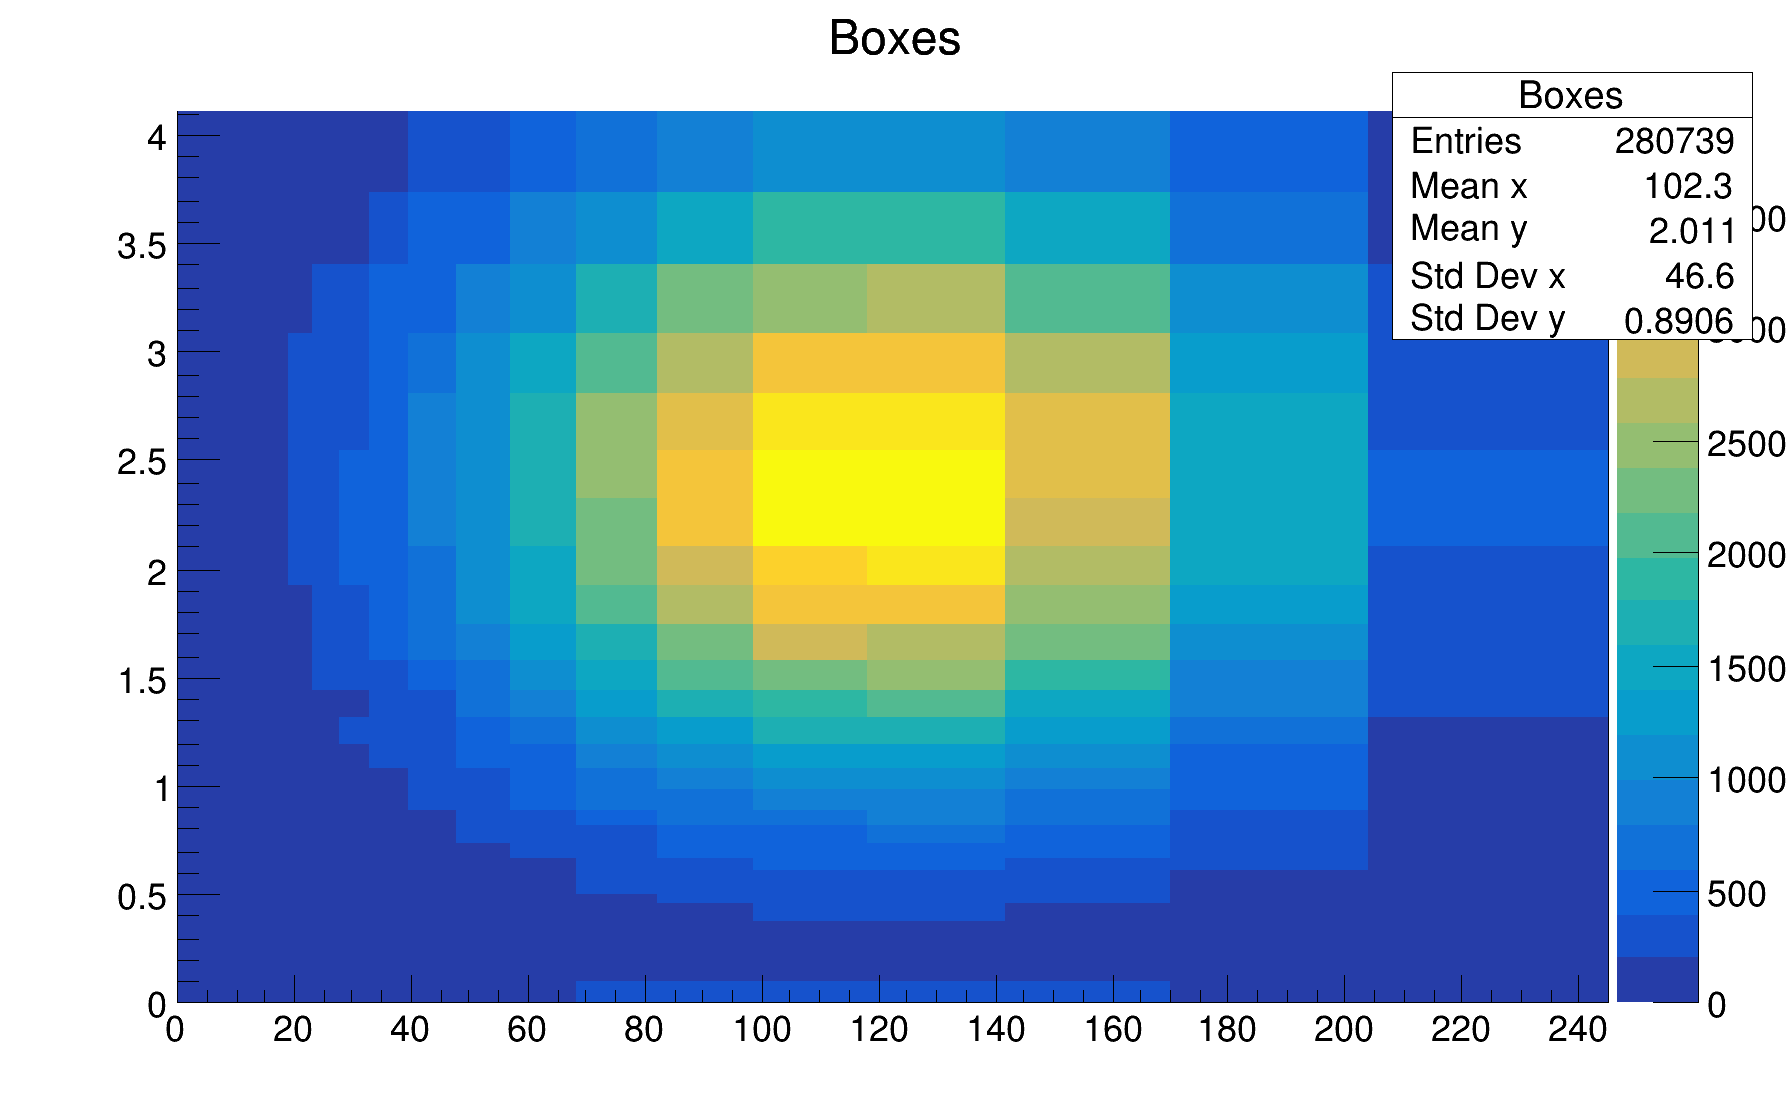 Boxes
Boxes
Entries 280739
Mean x 102.3
Mean y 2.011
Std Dev x 46.6
Std Dev y 0.8906
4
3.5
3
2.5
2
1.5
1
0.5
0
0 20 40 60 80 100 120 140 160 180 200 220 240
2500
2000
1500
1000
500
0